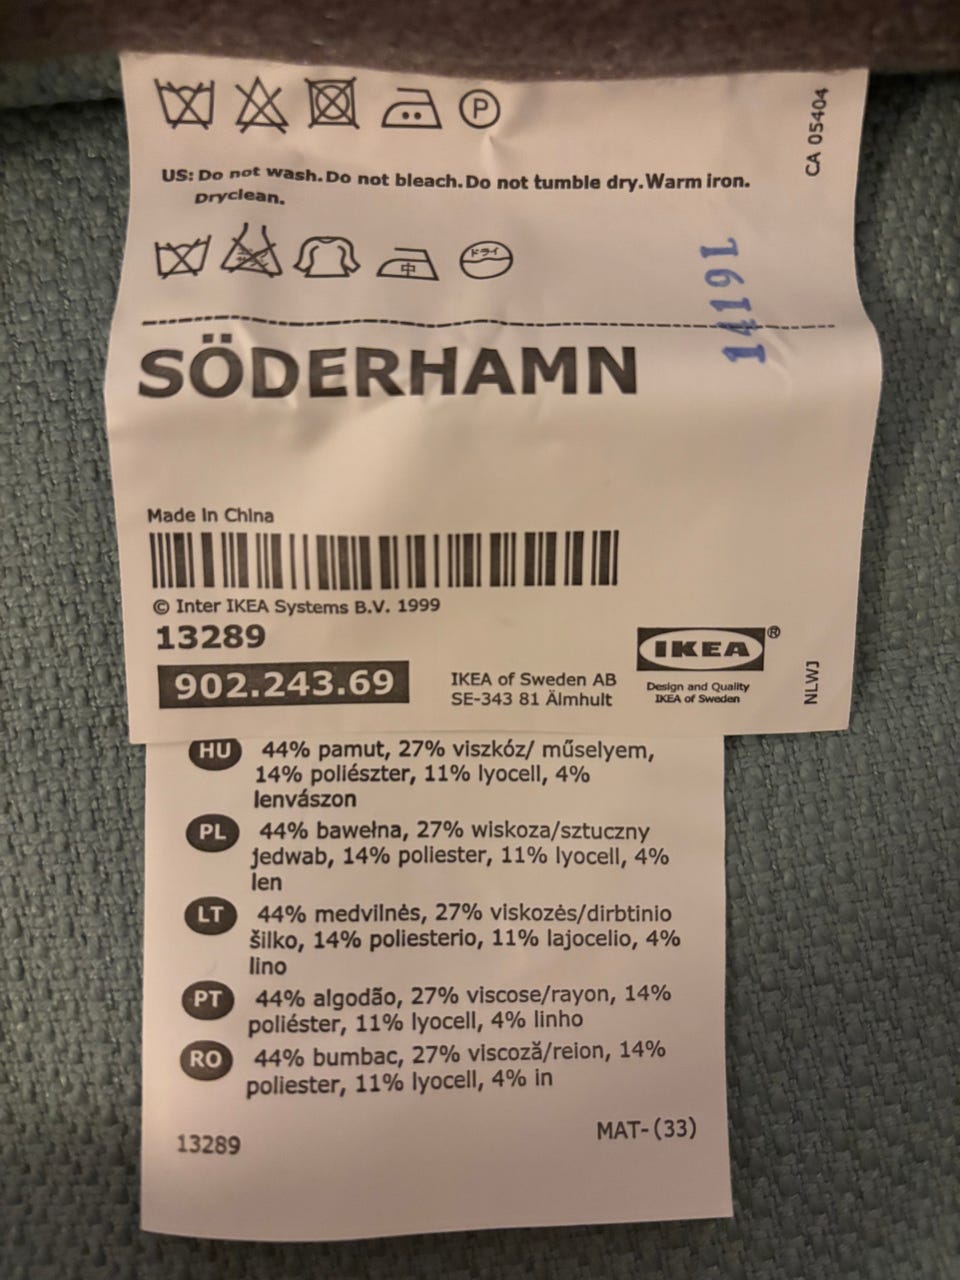 P
CA 05404
US: Do not wash. Do not bleach. Do not tumble dry. Warm iron.
Dryclean.
中
ドライ
1419L
SÖDERHAMN
Made in China
© Inter IKEA Systems B.V. 1999
13289
902.243.69
IKEA of Sweden AB
SE-343 81 Älmhult
IKEA®
Design and Quality
IKEA of Sweden
NLWJ
HU 44% pamut, 27% viszkóz/ műselyem,
14% poliészter, 11% lyocell, 4%
lenvászon
PL 44% bawełna, 27% wiskoza/sztuczny
jedwab, 14% poliester, 11% lyocell, 4%
len
LT 44% medvilnės, 27% viskozės/dirbtinio
šilko, 14% poliesterio, 11% lajocelio, 4%
lino
PT 44% algodão, 27% viscose/rayon, 14%
poliéster, 11% lyocell, 4% linho
RO 44% bumbac, 27% viscoză/reion, 14%
poliester, 11% lyocell, 4% in
13289
MAT-(33)